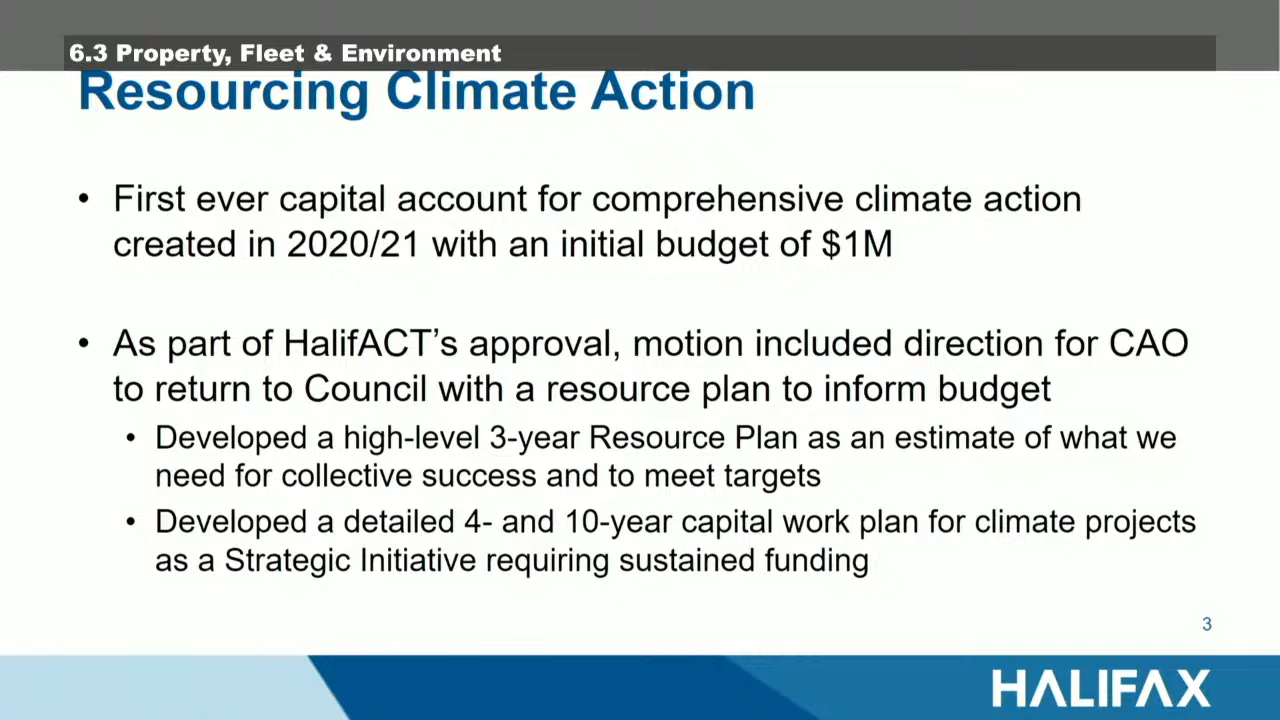 6.3 Property, Fleet & Environment
Resourcing Climate Action
• First ever capital account for comprehensive climate action
created in 2020/21 with an initial budget of $1M
• As part of HalifACT’s approval, motion included direction for CAO
to return to Council with a resource plan to inform budget
• Developed a high-level 3-year Resource Plan as an estimate of what we
need for collective success and to meet targets
• Developed a detailed 4- and 10-year capital work plan for climate projects
as a Strategic Initiative requiring sustained funding
3
HALIFAX